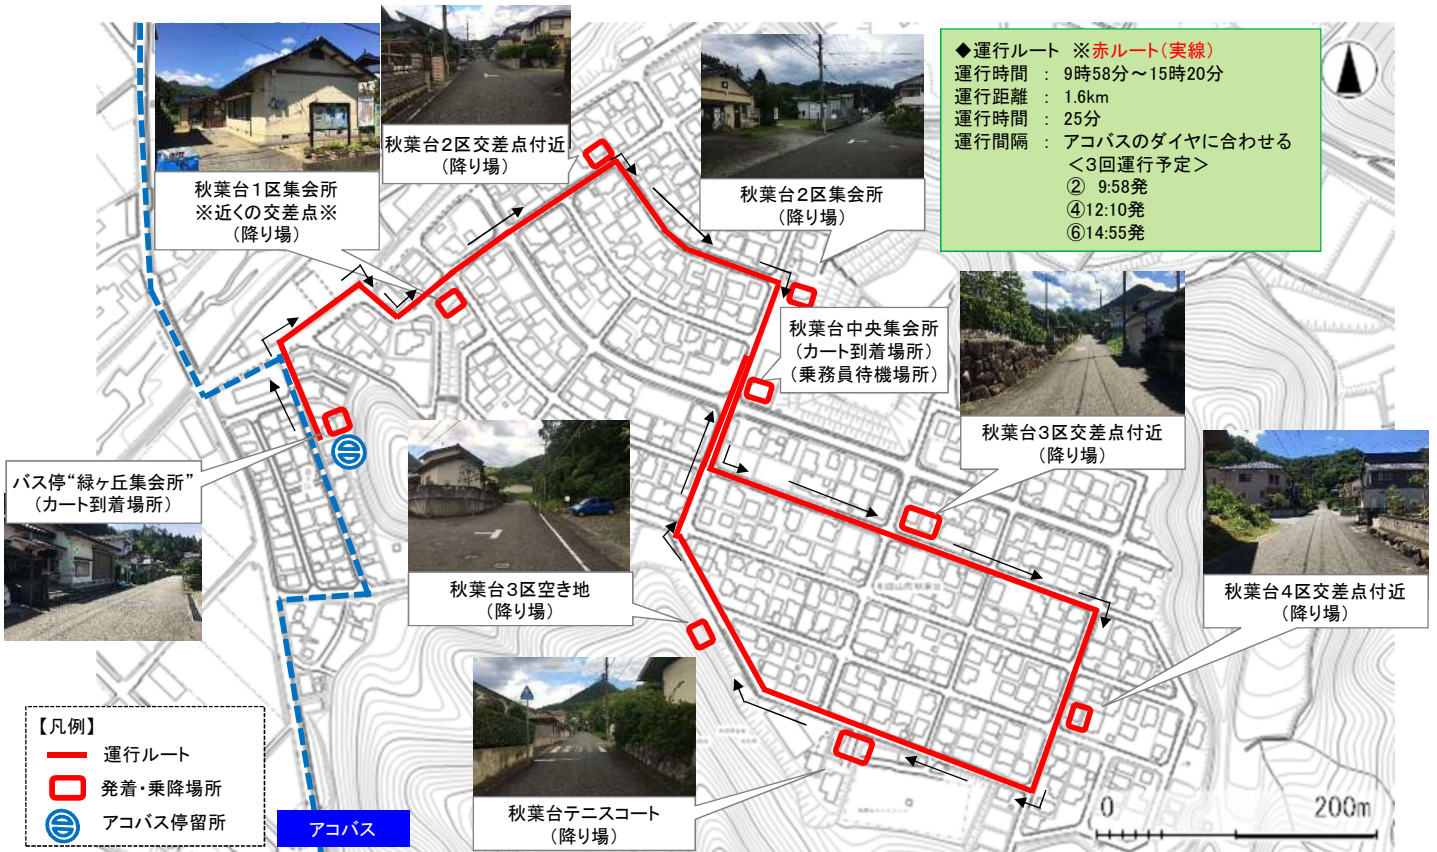 ◆運行ルート ※赤ルート(実線)
運行時間 : 9時58分～15時20分
運行距離 : 1.6km
運行時間 : 25分
運行間隔 : アコバスのダイヤに合わせる
＜3回運行予定＞
② 9:58発
④12:10発
⑥14:55発
秋葉台1区集会所
※近くの交差点※
(降り場)
秋葉台2区交差点付近
(降り場)
秋葉台2区集会所
(降り場)
秋葉台中央集会所
(カート到着場所)
(乗務員待機場所)
秋葉台3区交差点付近
(降り場)
秋葉台4区交差点付近
(降り場)
バス停“緑ヶ丘集会所”
(カート到着場所)
秋葉台3区空き地
(降り場)
秋葉台テニスコート
(降り場)
【凡例】
運行ルート
発着・乗降場所
アコバス停留所
アコバス
0 200m